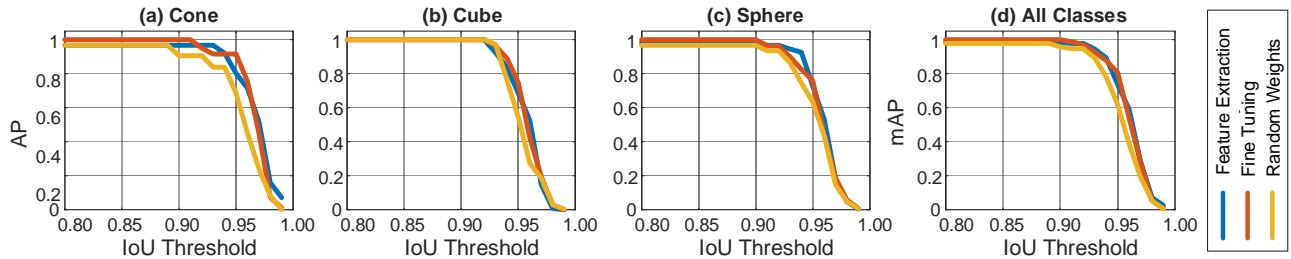 (a) Cone
(b) Cube
(c) Sphere
(d) All Classes
AP
1
0.8
0.6
0.4
0.2
0
0.80 0.85 0.90 0.95 1.00
IoU Threshold
1
0.8
0.6
0.4
0.2
0
0.80 0.85 0.90 0.95 1.00
IoU Threshold
1
0.8
0.6
0.4
0.2
0
0.80 0.85 0.90 0.95 1.00
IoU Threshold
mAP
1
0.8
0.6
0.4
0.2
0
0.80 0.85 0.90 0.95 1.00
IoU Threshold
Feature Extraction
Fine Tuning
Random Weights